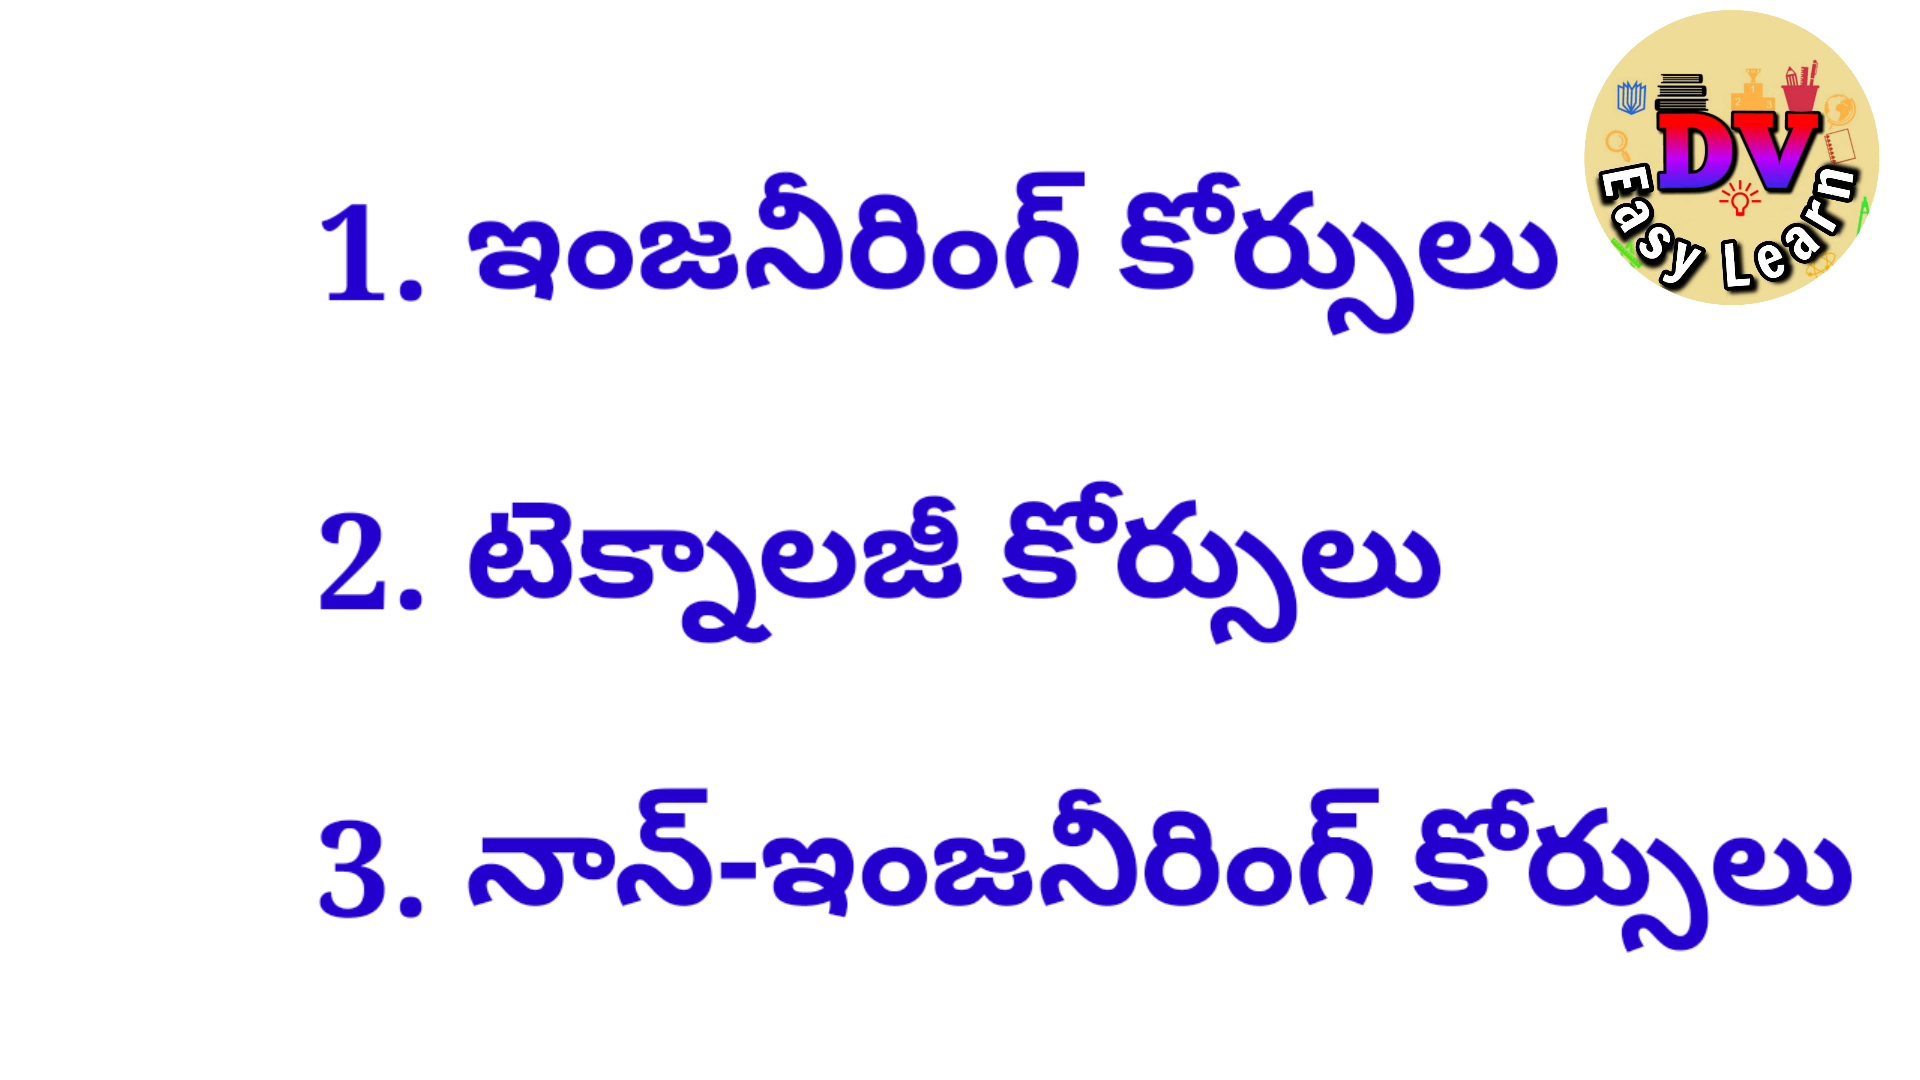 DV
Easy Learn
1. ఇంజనీరింగ్ కోర్సులు
2. టెక్నాలజీ కోర్సులు
3. నాన్-ఇంజనీరింగ్ కోర్సులు